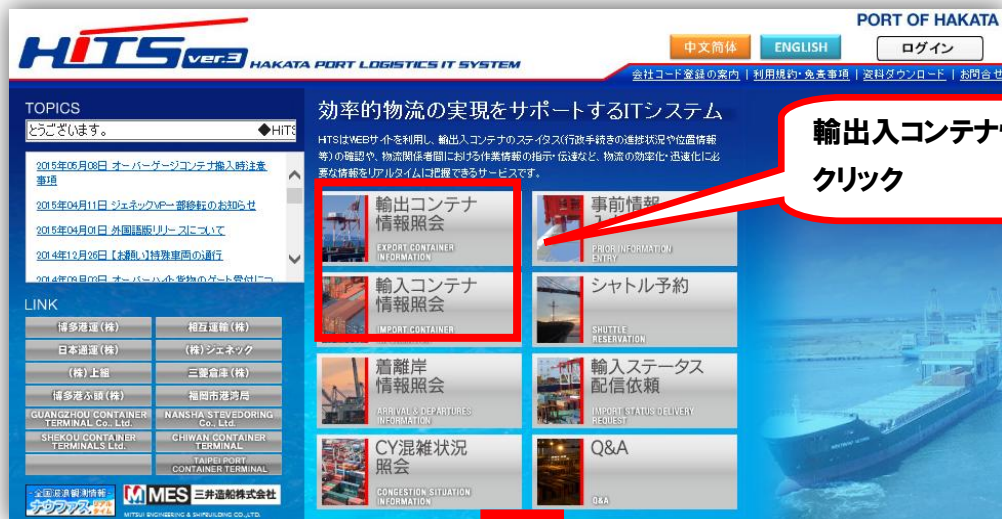 PORT OF HAKATA
HiTS ver.3 HAKATA PORT LOGISTICS IT SYSTEM
中文简体
ENGLISH
ログイン
会社コード登録の案内 | 利用規約・免責事項 | 資料ダウンロード | お問合せ
TOPICS
とうございます。 ◆HiTS
2015年05月08日 オーバーゲージコンテナ搬入時注意
事項
2015年04月11日 ジェネックVP一部移転のお知らせ
2015年04月01日 外国語版リリースについて
2014年12月26日 【お願い】特殊車両の通行
効率的物流の実現をサポートするITシステム
HiTSはWEBサイトを利用し、輸出入コンテナのステイタス(行政手続きの進捗状況や位置情報
等)の確認や、物流関係者間における作業情報の指示・伝達など、物流の効率化・迅速化に必
要な情報をリアルタイムに把握できるサービスです。
輸出入コンテナ
クリック
輸出コンテナ
情報照会
EXPORT CONTAINER
INFORMATION
事前情報
PRIOR INFORMATION
ENTRY
輸入コンテナ
情報照会
IMPORT CONTAINER
シャトル予約
SHUTTLE
RESERVATION
着離岸
情報照会
ARRIVAL & DEPARTURES
INFORMATION
輸入ステータス
配信依頼
IMPORT STATUS DELIVERY
REQUEST
CY混雑状況
照会
CONGESTION SITUATION
INFORMATION
Q&A
Q&A
LINK
博多港運(株)
相互運輸(株)
日本通運(株)
(株)ジェネック
(株)上組
三菱倉庫(株)
博多港ふ頭(株)
福岡市港湾局
GUANGZHOU CONTAINER
TERMINAL Co., Ltd.
NANSHA STEVEDORING
Co., Ltd.
SHEKOU CONTAINER
TERMINALS Ltd.
CHIWAN CONTAINER
TERMINAL
TAIPEI PORT
CONTAINER TERMINAL
全国港湾観測情報
ナウファス リアルタイム
MES 三井造船株式会社
MITSUI ENGINEERING & SHIPBUILDING CO.,LTD.